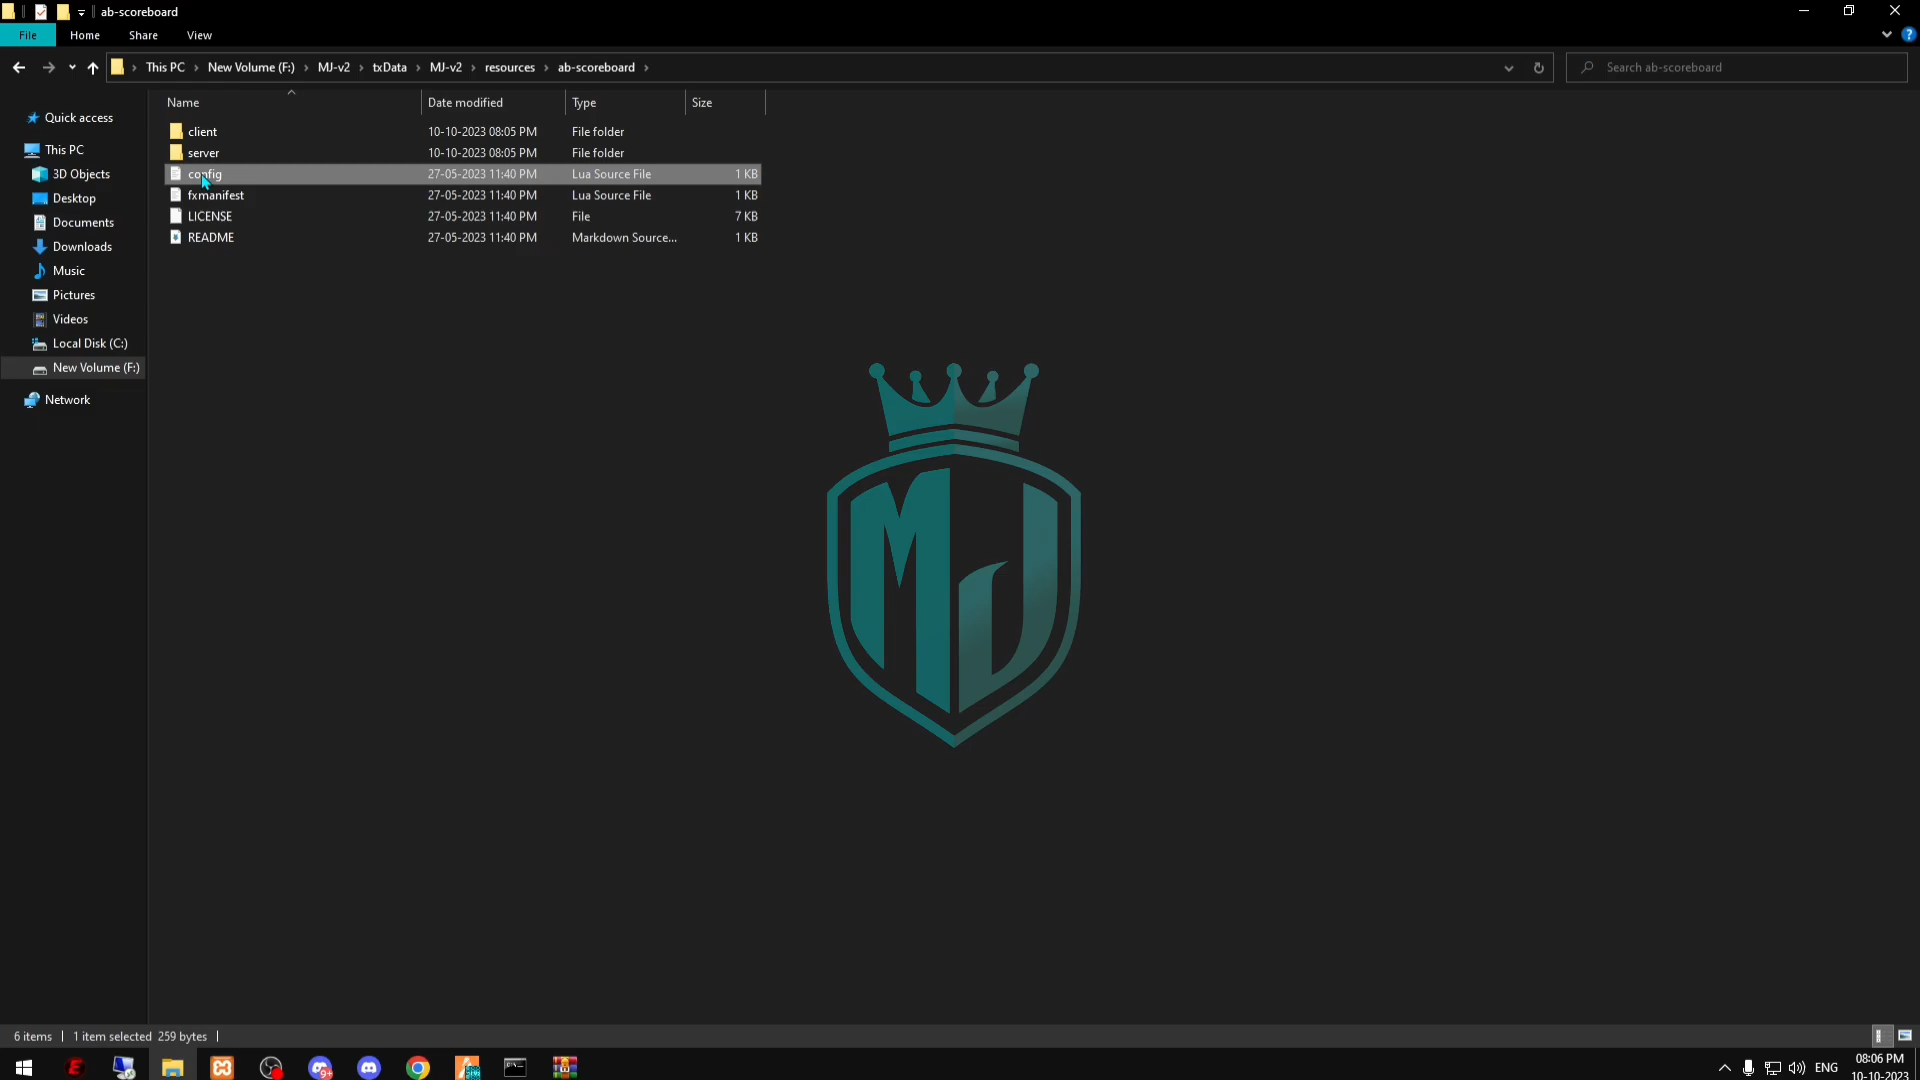 ab-scoreboard
File Home Share View
This PC New Volume (F:) MJ-v2 txData MJ-v2 resources ab-scoreboard
Search ab-scoreboard
Name Date modified Type Size
Quick access
This PC
3D Objects
Desktop
Documents
Downloads
Music
Pictures
Videos
Local Disk (C:)
New Volume (F:)
Network
client 10-10-2023 08:05 PM File folder
server 10-10-2023 08:05 PM File folder
config 27-05-2023 11:40 PM Lua Source File 1 KB
fxmanifest 27-05-2023 11:40 PM Lua Source File 1 KB
LICENSE 27-05-2023 11:40 PM File 7 KB
README 27-05-2023 11:40 PM Markdown Source... 1 KB
MJ
6 items 1 item selected 259 bytes
9+
ENG
08:06 PM
10-10-2023